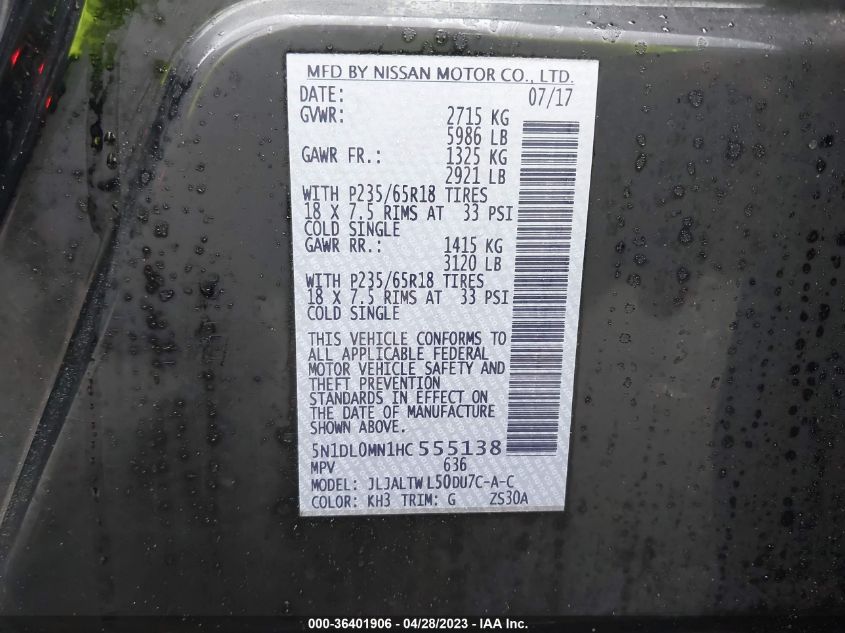 MFD BY NISSAN MOTOR CO., LTD.
DATE: 07/17
GVWR: 2715 KG
5986 LB
GAWR FR.: 1325 KG
2921 LB
WITH P235/65R18 TIRES
18 X 7.5 RIMS AT 33 PSI
COLD SINGLE
GAWR RR.: 1415 KG
3120 LB
WITH P235/65R18 TIRES
18 X 7.5 RIMS AT 33 PSI
COLD SINGLE
THIS VEHICLE CONFORMS TO
ALL APPLICABLE FEDERAL
MOTOR VEHICLE SAFETY AND
THEFT PREVENTION
STANDARDS IN EFFECT ON
THE DATE OF MANUFACTURE
SHOWN ABOVE.
5N1DL0MN1HC 555138
MPV 636
MODEL: JLJALTW L50DU7C-A-C
COLOR: KH3 TRIM: G ZS30A
000-36401906 - 04/28/2023 - IAA Inc.